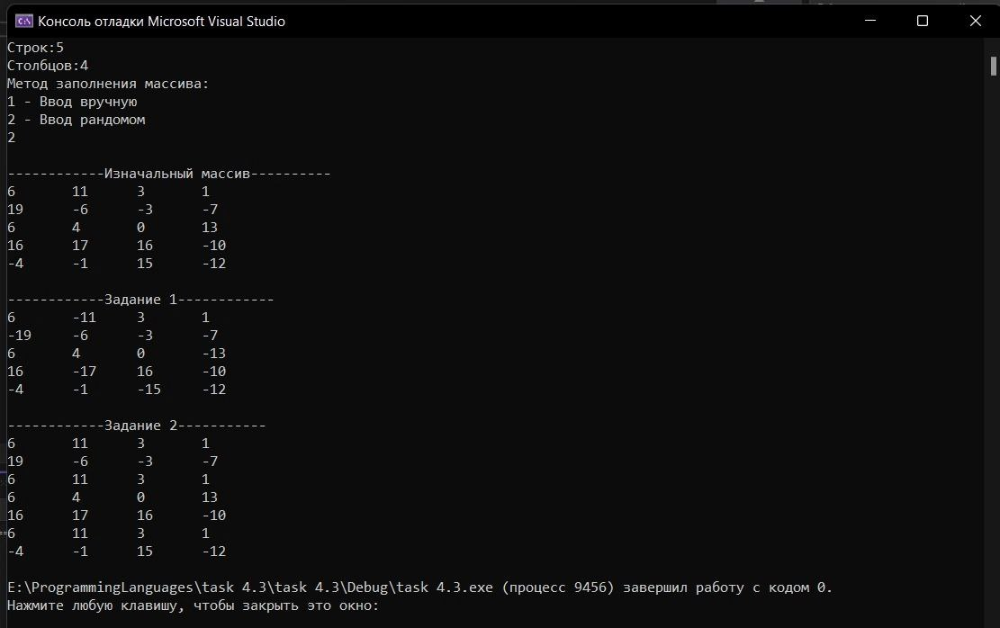 Консоль отладки Microsoft Visual Studio
Строк:5
Столбцов:4
Метод заполнения массива:
1 - Ввод вручную
2 - Ввод рандомом
2
------------Изначальный массив----------
6 11 3 1
19 -6 -3 -7
6 4 0 13
16 17 16 -10
-4 -1 15 -12
------------Задание 1------------
6 -11 3 1
-19 -6 -3 -7
6 4 0 -13
16 -17 16 -10
-4 -1 -15 -12
------------Задание 2-----------
6 11 3 1
19 -6 -3 -7
6 11 3 1
6 4 0 13
16 17 16 -10
6 11 3 1
-4 -1 15 -12
E:\ProgrammingLanguages\task 4.3\task 4.3\Debug\task 4.3.exe (процесс 9456) завершил работу с кодом 0.
Нажмите любую клавишу, чтобы закрыть это окно: